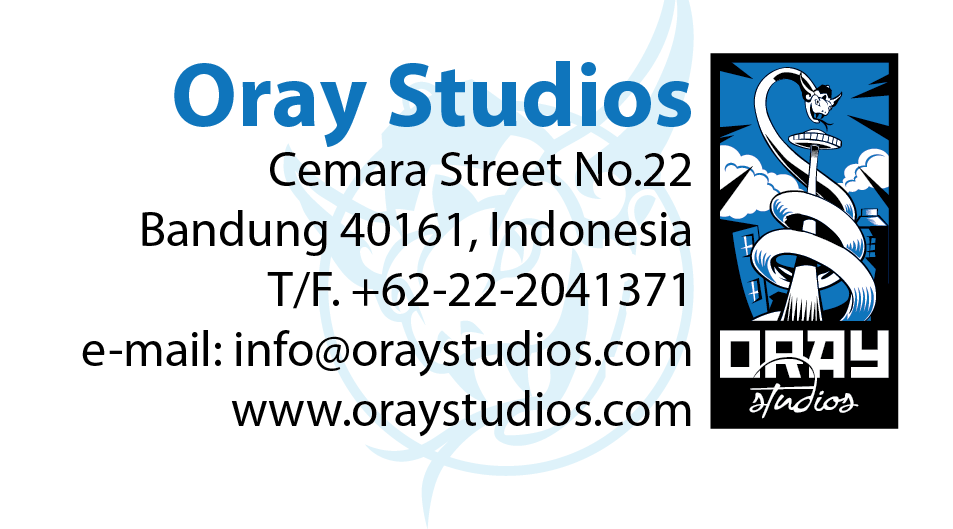 Oray Studios
Cemara Street No.22
Bandung 40161, Indonesia
T/F. +62-22-2041371
e-mail: info@oraystudios.com
www.oraystudios.com
ORAY
studios